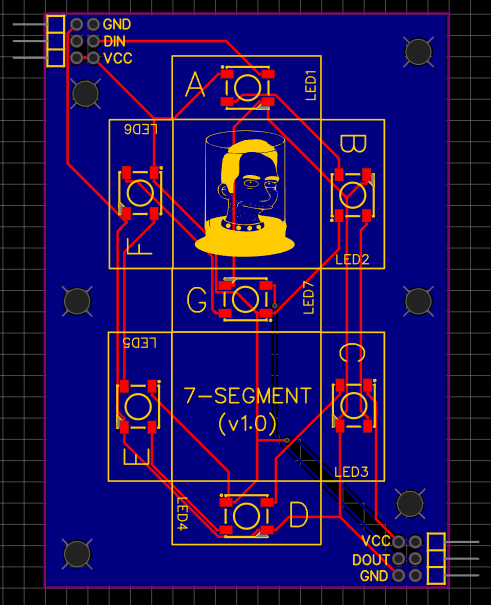 GND
DIN
VCC
A
LED1
LED6
B
F
LED2
G
LED7
LED5
C
7-SEGMENT
(v1.0)
E
LED3
LED4
D
VCC
DOUT
GND